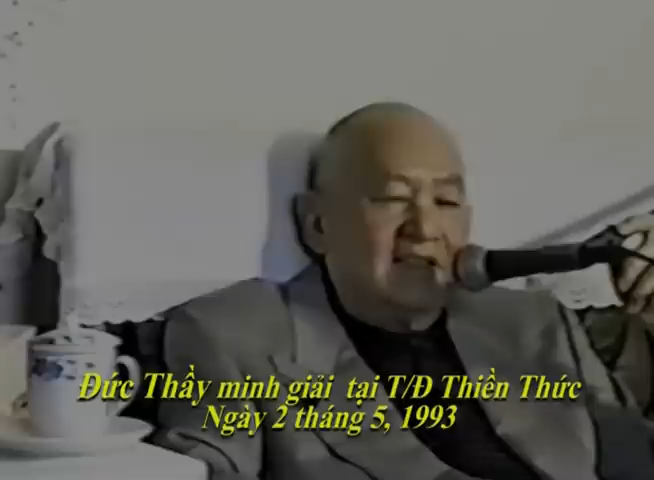 Đức Thầy minh giải tại T/Đ Thiền Thức
Ngày 2 tháng 5, 1993